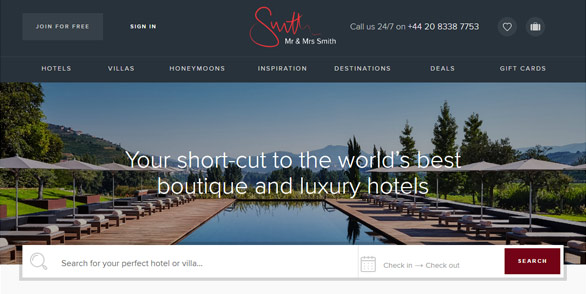 JOIN FOR FREE
SIGN IN
Smith
Mr & Mrs Smith
Call us 24/7 on +44 20 8338 7753
HOTELS VILLAS HONEYMOONS INSPIRATION DESTINATIONS DEALS GIFT CARDS
Your short-cut to the world's best
boutique and luxury hotels
Search for your perfect hotel or villa...
Check in → Check out
SEARCH